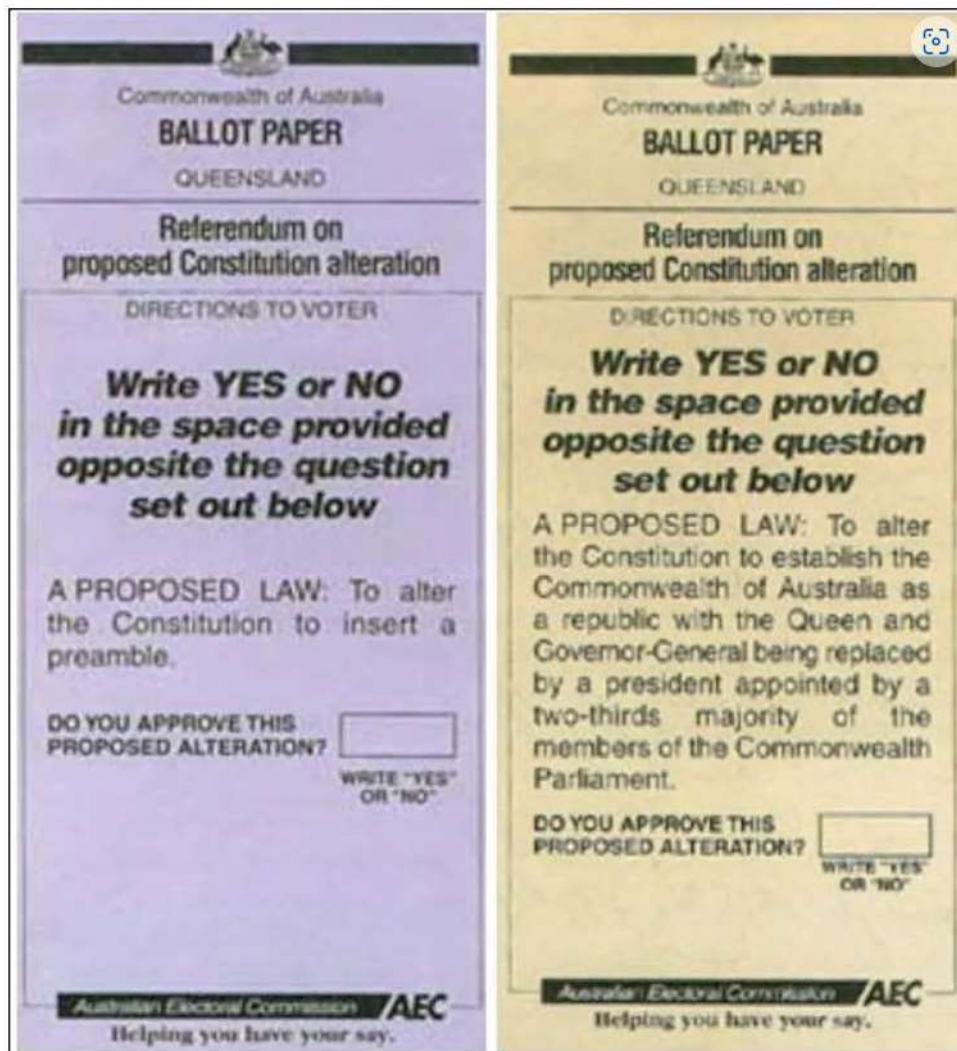 Commonwealth of Australia
BALLOT PAPER
QUEENSLAND
Referendum on
proposed Constitution alteration
DIRECTIONS TO VOTER
Write YES or NO
in the space provided
opposite the question
set out below
A PROPOSED LAW: To alter
the Constitution to insert a
preamble.
DO YOU APPROVE THIS
PROPOSED ALTERATION?
WRITE "YES"
OR "NO"
Australian Electoral Commission AEC
Helping you have your say.
Commonwealth of Australia
BALLOT PAPER
QUEENSLAND
Referendum on
proposed Constitution alteration
DIRECTIONS TO VOTER
Write YES or NO
in the space provided
opposite the question
set out below
A PROPOSED LAW: To alter
the Constitution to establish the
Commonwealth of Australia as
a republic with the Queen and
Governor-General being replaced
by a president appointed by a
two-thirds majority of the
members of the Commonwealth
Parliament.
DO YOU APPROVE THIS
PROPOSED ALTERATION?
WRITE "YES"
OR "NO"
Australian Electoral Commission AEC
Helping you have your say.